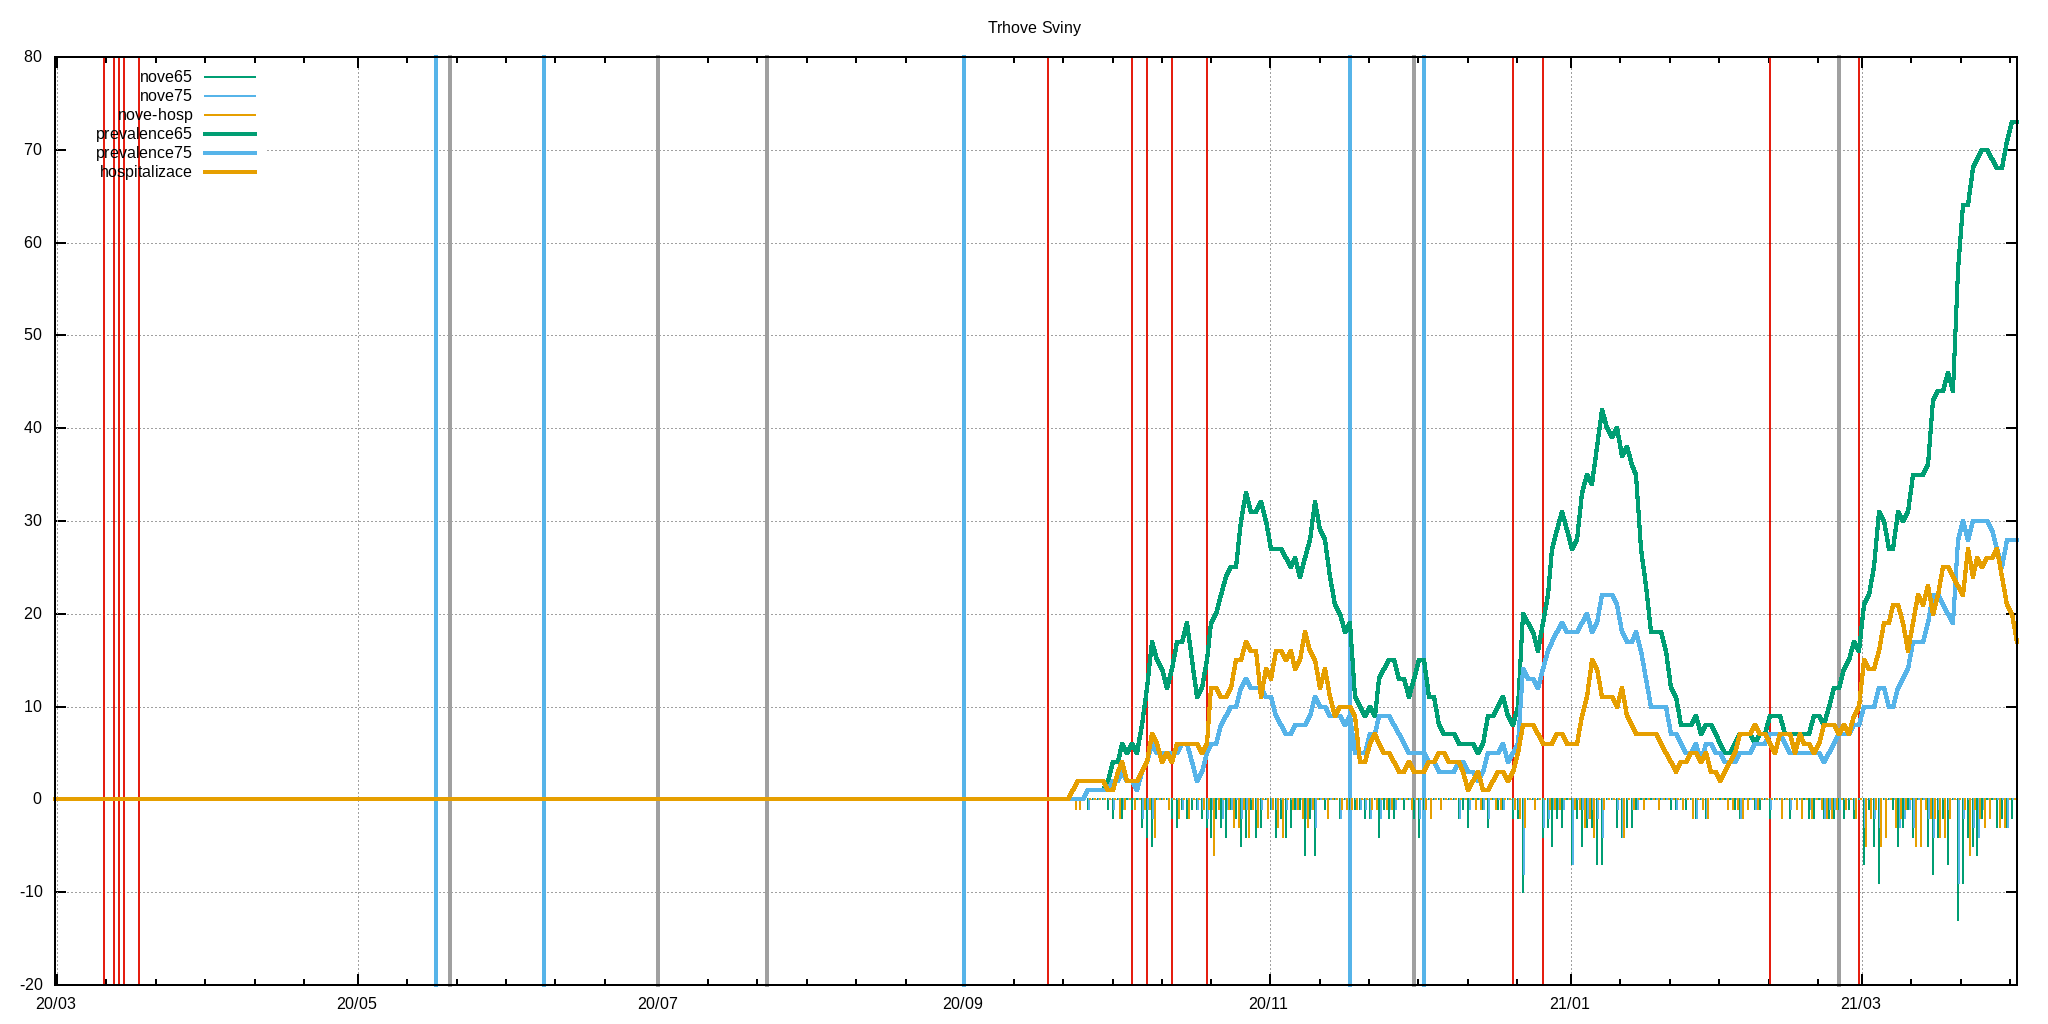 Trhove Sviny
80
70
60
50
40
30
20
10
0
-10
-20
nove65
nove75
nove-hosp
prevalence65
prevalence75
hospitalizace
20/03 20/05 20/07 20/09 20/11 21/01 21/03